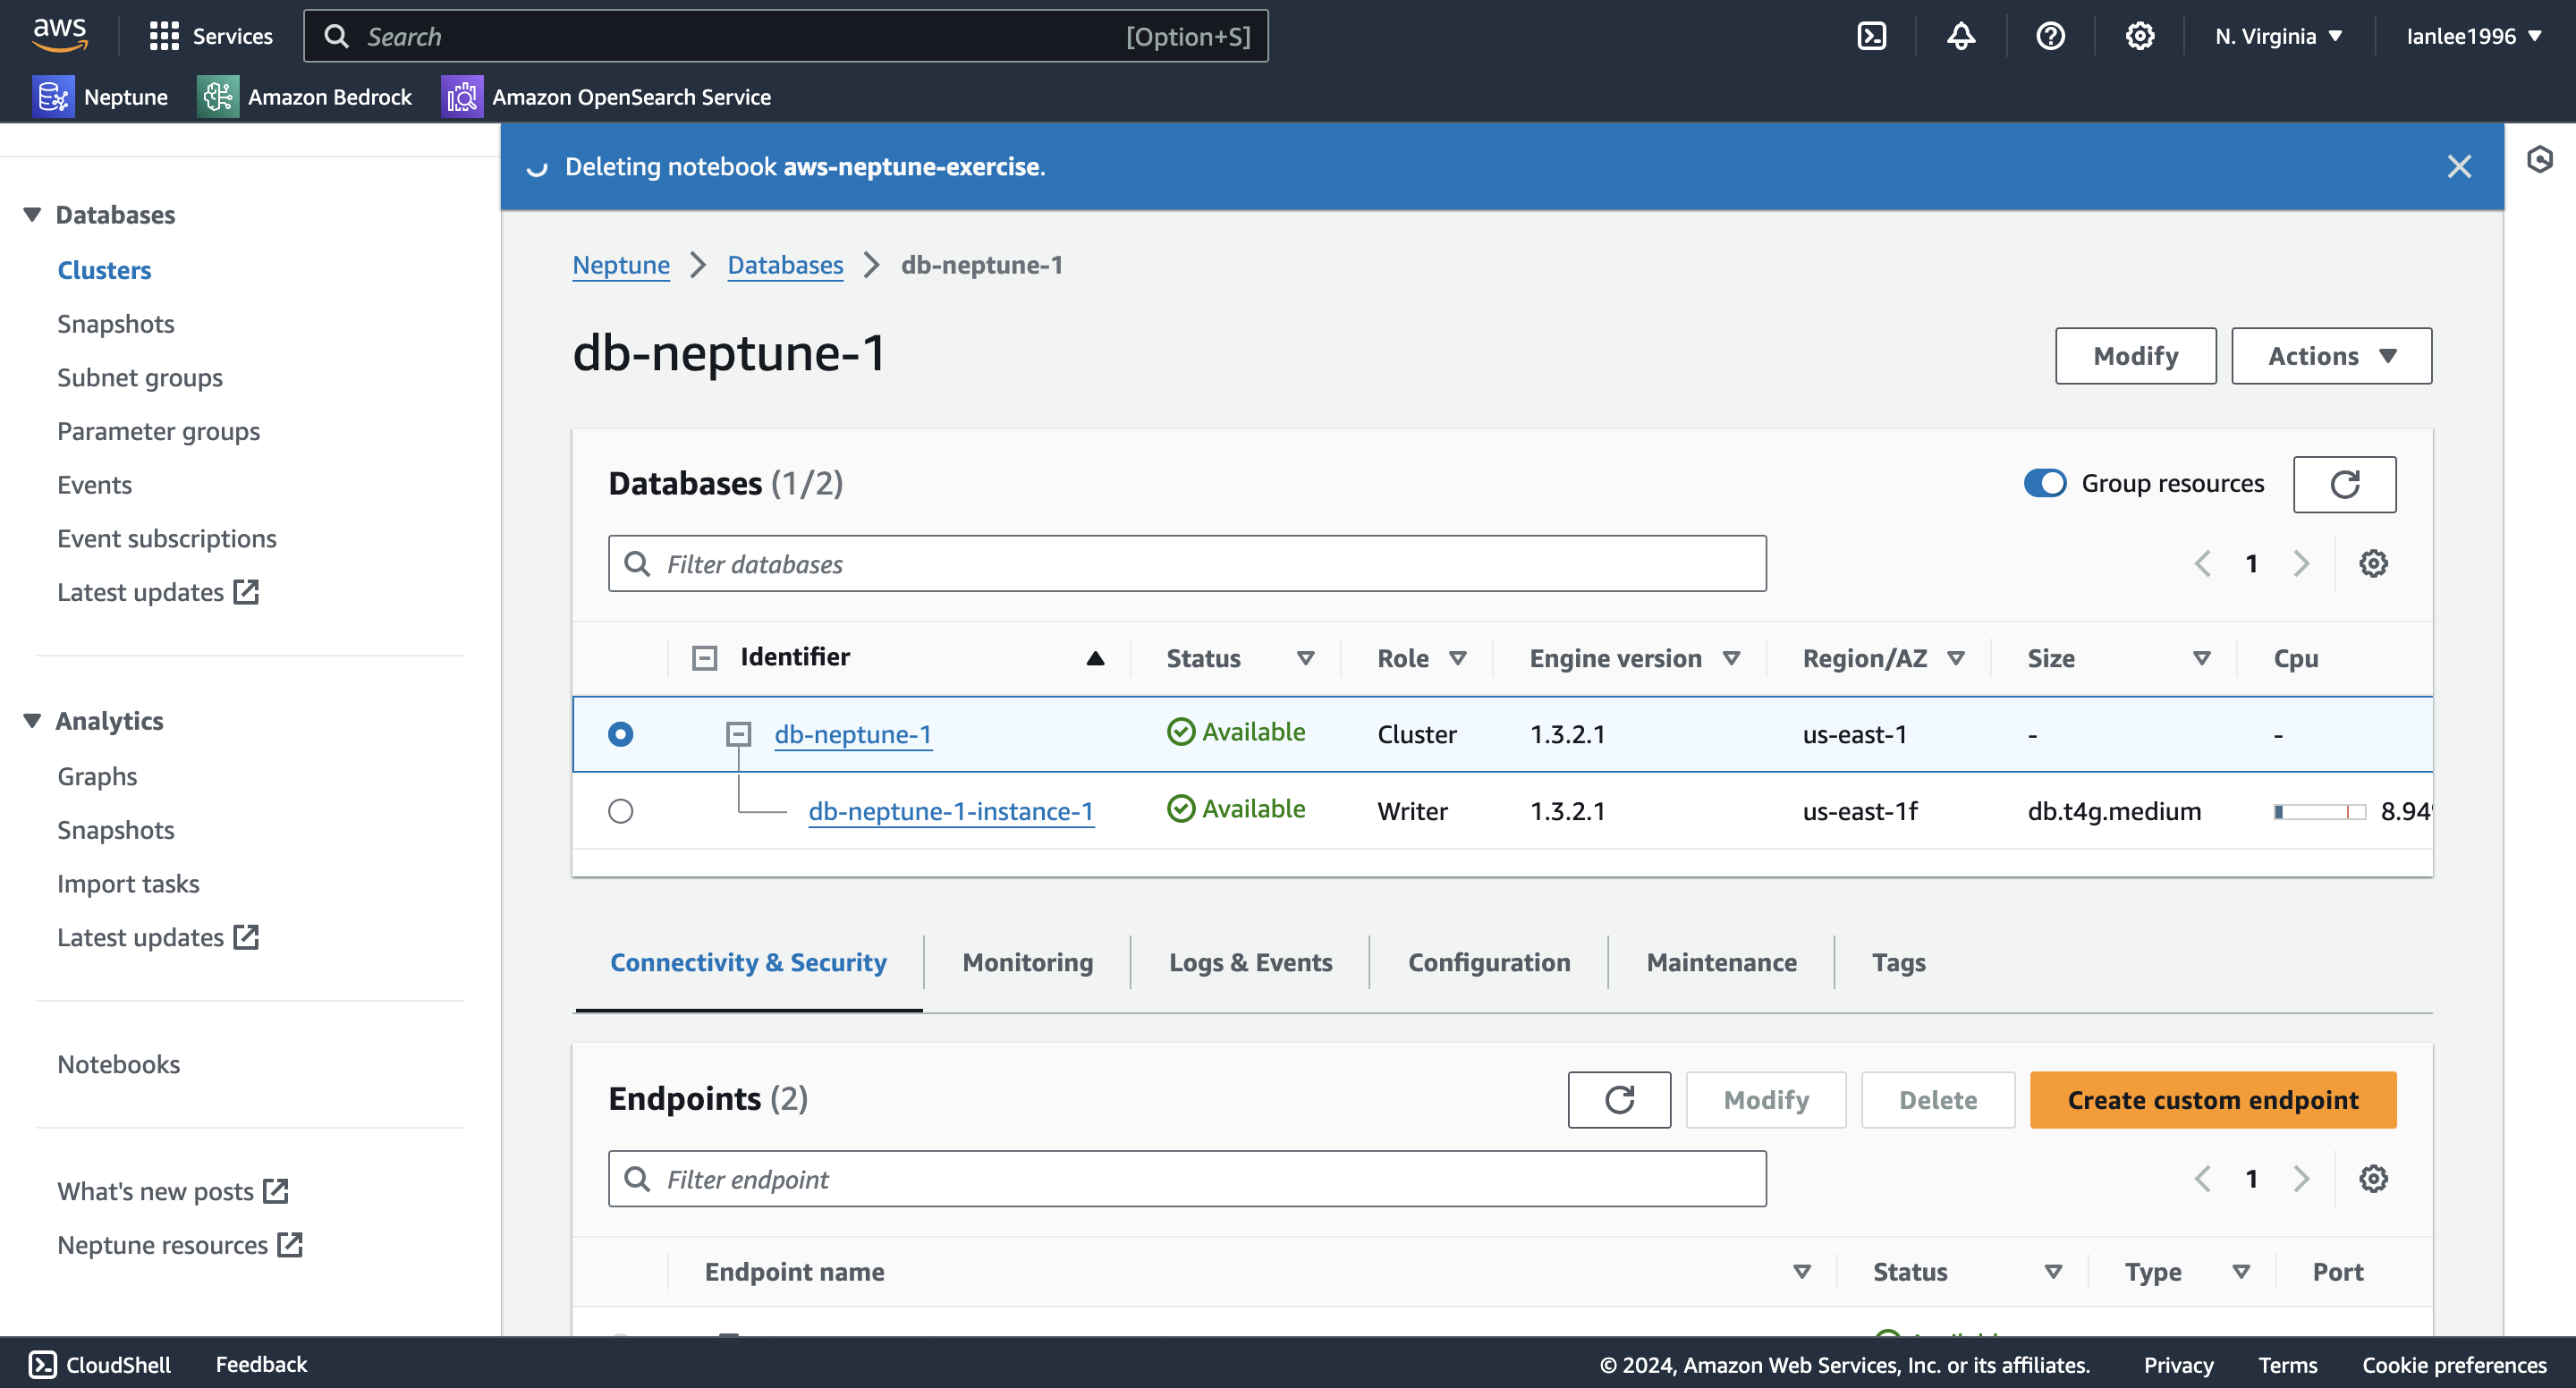 aws
Services
Search
[Option+S]
N. Virginia
Ianlee1996
Neptune
Amazon Bedrock
Amazon OpenSearch Service
Databases
Clusters
Snapshots
Subnet groups
Parameter groups
Events
Event subscriptions
Latest updates
Analytics
Graphs
Snapshots
Import tasks
Latest updates
Notebooks
What's new posts
Neptune resources
Deleting notebook aws-neptune-exercise.
Neptune > Databases > db-neptune-1
db-neptune-1
Modify
Actions
Databases (1/2)
Group resources
Filter databases
1
Identifier Status Role Engine version Region/AZ Size Cpu
db-neptune-1 Available Cluster 1.3.2.1 us-east-1 - -
db-neptune-1-instance-1 Available Writer 1.3.2.1 us-east-1f db.t4g.medium 8.94
Connectivity & Security
Monitoring
Logs & Events
Configuration
Maintenance
Tags
Endpoints (2)
Modify
Delete
Create custom endpoint
Filter endpoint
1
Endpoint name Status Type Port
CloudShell
Feedback
© 2024, Amazon Web Services, Inc. or its affiliates.
Privacy
Terms
Cookie preferences